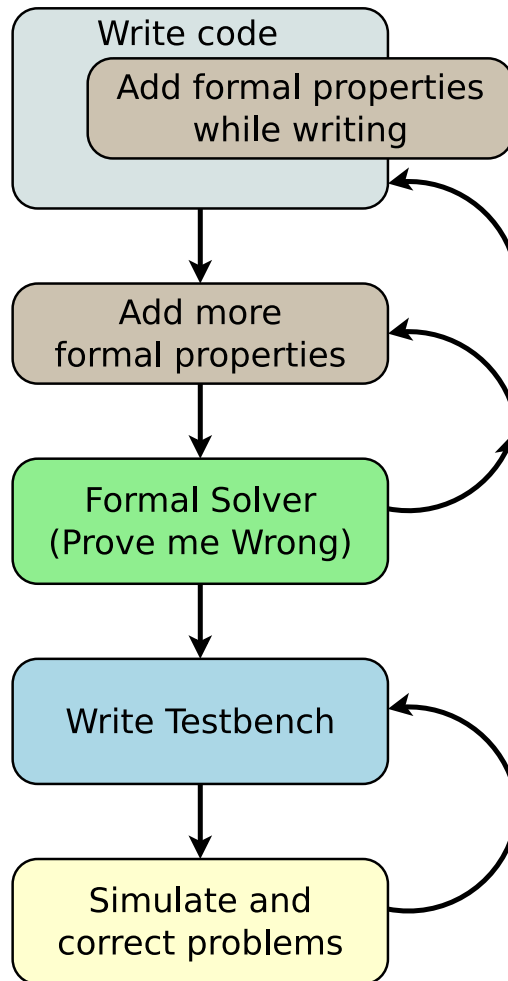 Write code
Add formal properties
while writing
Add more
formal properties
Formal Solver
(Prove me Wrong)
Write Testbench
Simulate and
correct problems